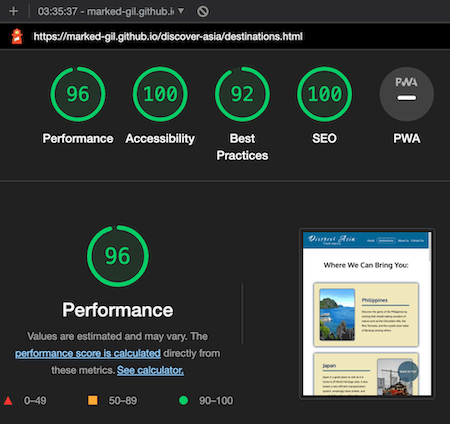 03:35:37 - marked-gil.github.i
https://marked-gil.github.io/discover-asia/destinations.html
96
100
92
100
PWA
Performance
Accessibility
Best
Practices
SEO
PWA
96
Performance
Values are estimated and may vary. The
performance score is calculated directly from
these metrics. See calculator.
0–49
50–89
90–100
Discover Asia
Where We Can Bring You:
Philippines
Japan